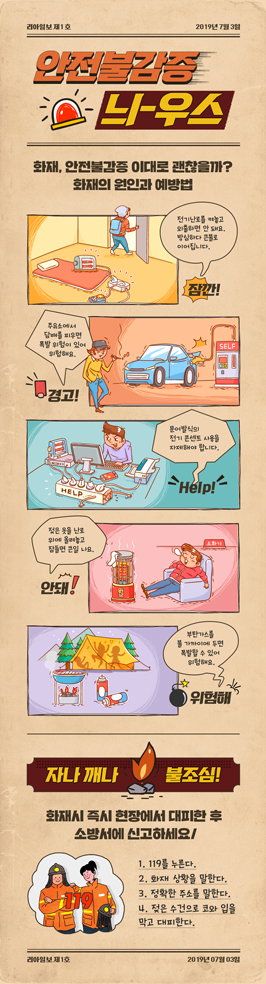 리아일보 제1호
2019년 7월 3일
안전불감증
늬-우스
화재, 안전불감증 이대로 괜찮을까?
화재의 원인과 예방법
전기난로를 켜놓고
외출하면 안 돼요.
방심하다 큰불로
이어집니다.
잠깐!
주유소에서
담배를 피우면
폭발 위험이 있어
위험해요.
경고!
SELF
문어발식의
전기 콘센트 사용을
자제해야 합니다.
HELP
Help!
젖은 옷을 난로
위에 올려놓고
잠들면 큰일 나요.
안돼!
소화기
부탄가스를
불 가까이에 두면
폭발할 수 있어
위험해요.
위험해
자나 깨나 불조심!
화재시 즉시 현장에서 대피한 후
소방서에 신고하세요/
119
1. 119를 누른다.
2. 화재 상황을 말한다.
3. 정확한 주소를 말한다.
4. 젖은 수건으로 코와 입을
막고 대피한다.
리아일보 제1호
2019년 07월 03일